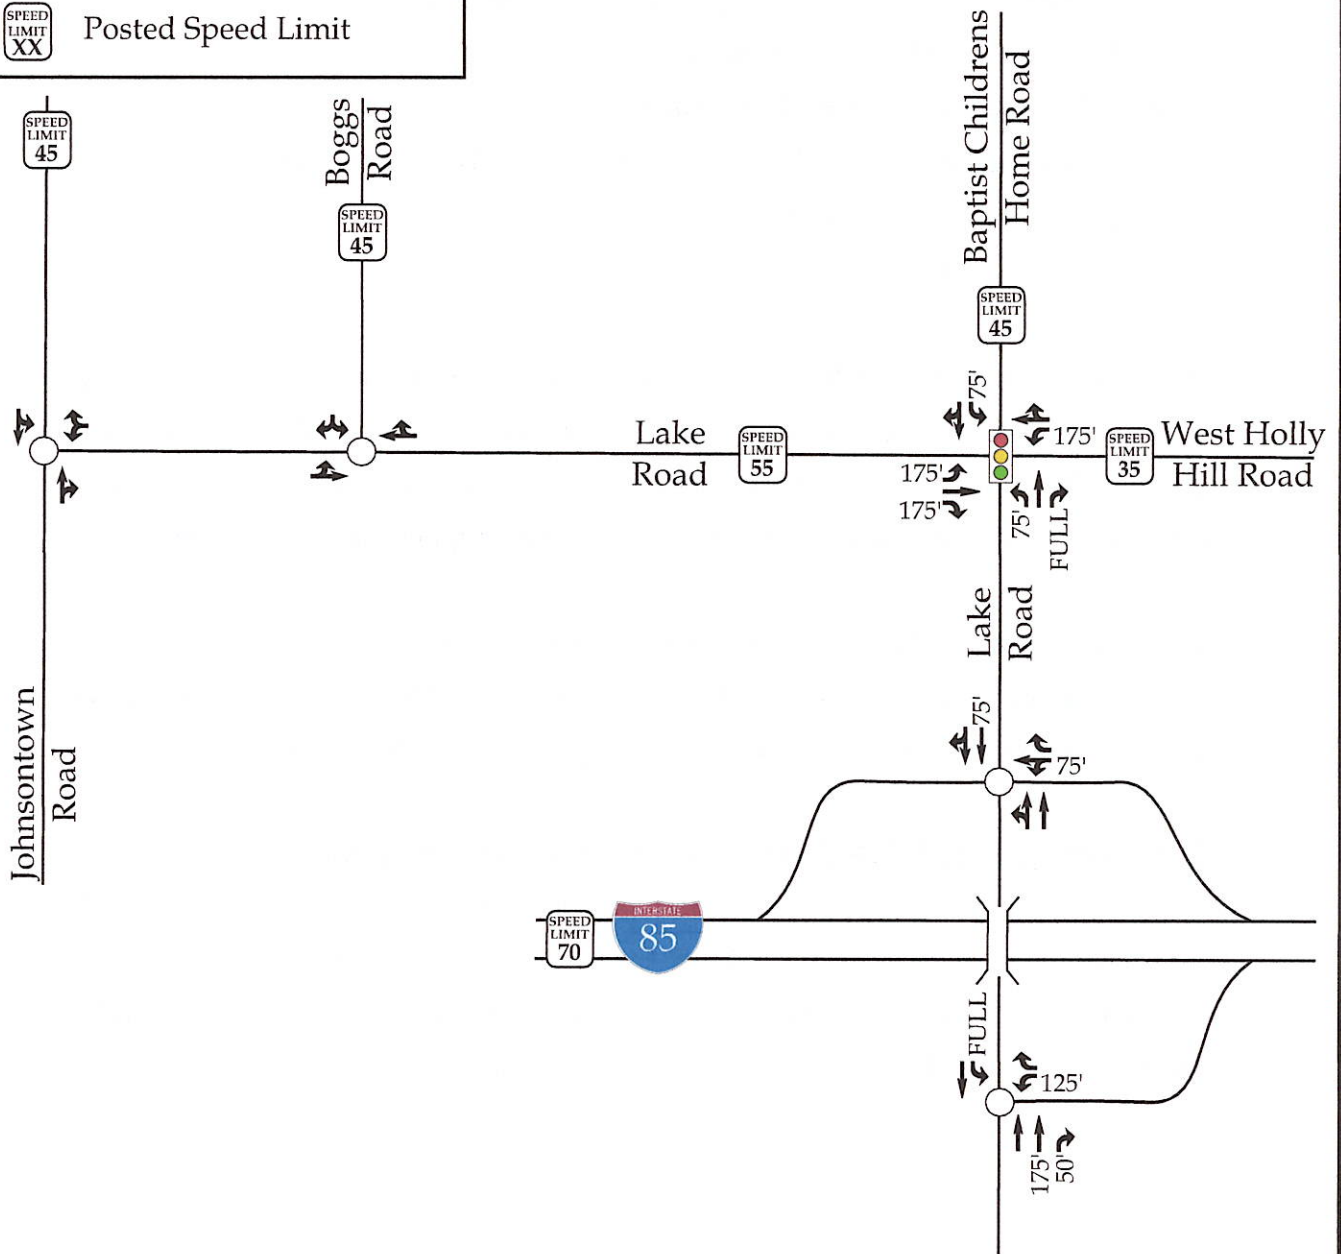 SPEED
LIMIT
XX
Posted Speed Limit
SPEED
LIMIT
45
Boggs
Road
SPEED
LIMIT
45
Baptist Childrens
Home Road
SPEED
LIMIT
45
75'
175'
Lake
Road
SPEED
LIMIT
55
SPEED
LIMIT
35
West Holly
Hill Road
175'
175'
75'
FULL
Lake
Road
Johnsontown
Road
75'
75'
SPEED
LIMIT
70
INTERSTATE
85
FULL
125'
175'
50'